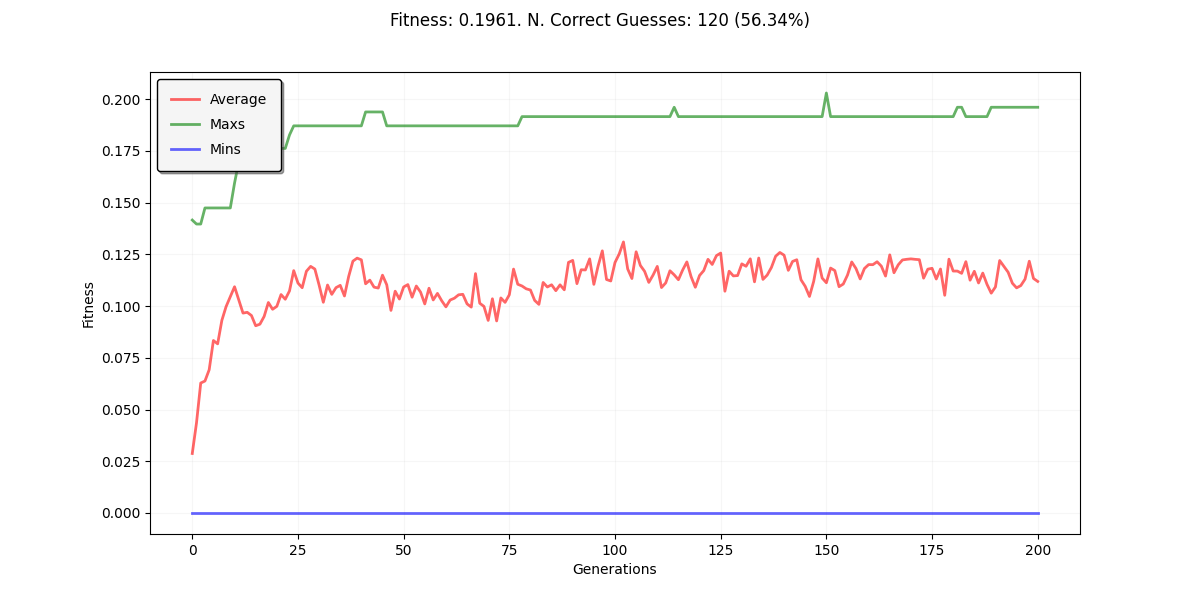 Fitness: 0.1961. N. Correct Guesses: 120 (56.34%)
Average
Maxs
Mins
0.200
0.175
0.150
0.125
0.100
0.075
0.050
0.025
0.000
Fitness
0 25 50 75 100 125 150 175 200
Generations